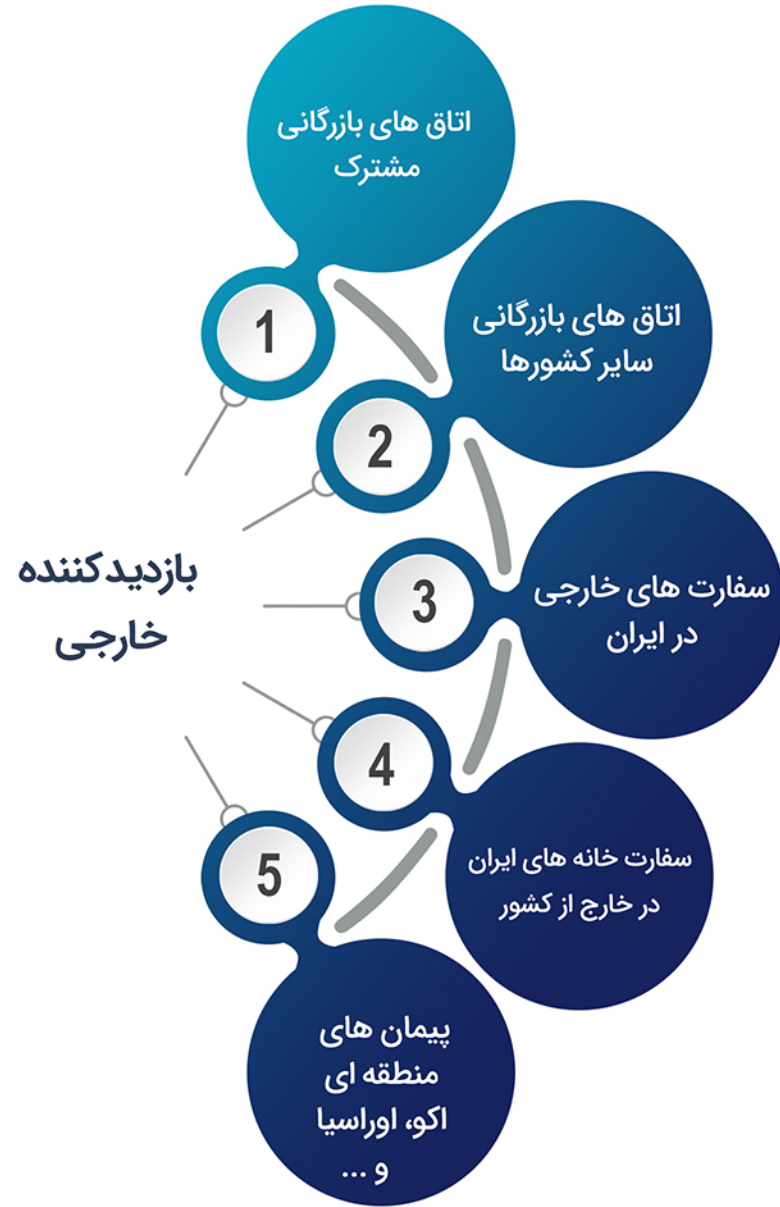 اتاق های بازرگانی
مشترک
1
اتاق های بازرگانی
سایر کشورها
2
بازدیدکننده
خارجی
سفارت های خارجی
در ایران
3
سفارت خانه های ایران
در خارج از کشور
4
5
پیمان های
منطقه ای
اکو، اوراسیا
و ...